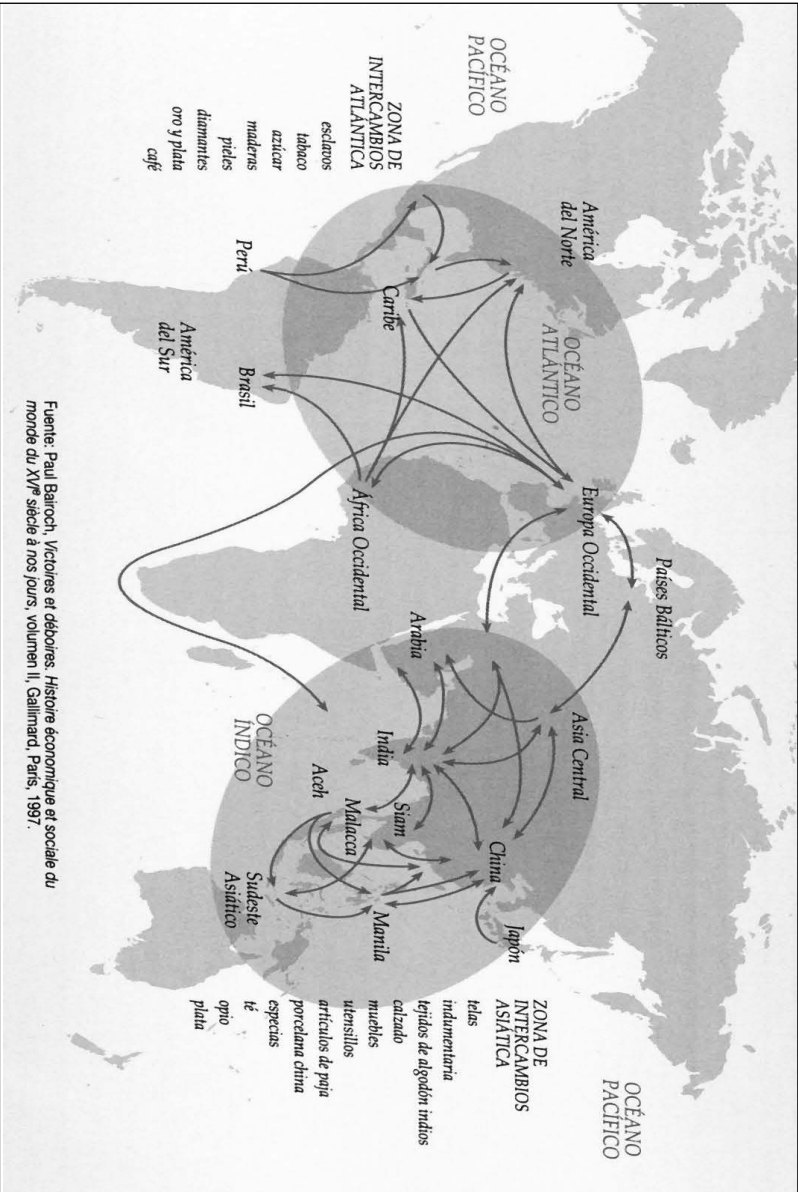 OCÉANO
PACÍFICO
ZONA DE
INTERCAMBIOS
ATLÁNTICA
esclavos
tabaco
azúcar
maderas
pieles
diamantes
oro y plata
café
América
del Norte
OCÉANO
ATLÁNTICO
Caribe
Perú
América
del Sur
Brasil
Europa Occidental
Países Bálticos
África Occidental
Arabia
Asia Central
India
OCÉANO
ÍNDICO
Aceh
Malacca
Siam
China
Japón
Manila
Sudeste
Asiático
OCÉANO
PACÍFICO
ZONA DE
INTERCAMBIOS
ASIÁTICA
telas
indumentaria
tejidos de algodón indios
calzado
muebles
utensillos
artículos de paja
porcelana china
especias
té
opio
plata
Fuente: Paul Bairoch, Victoires et déboires. Histoire économique et sociale du
monde du XVIe siècle à nos jours, volumen II, Gallimard, Paris, 1997.